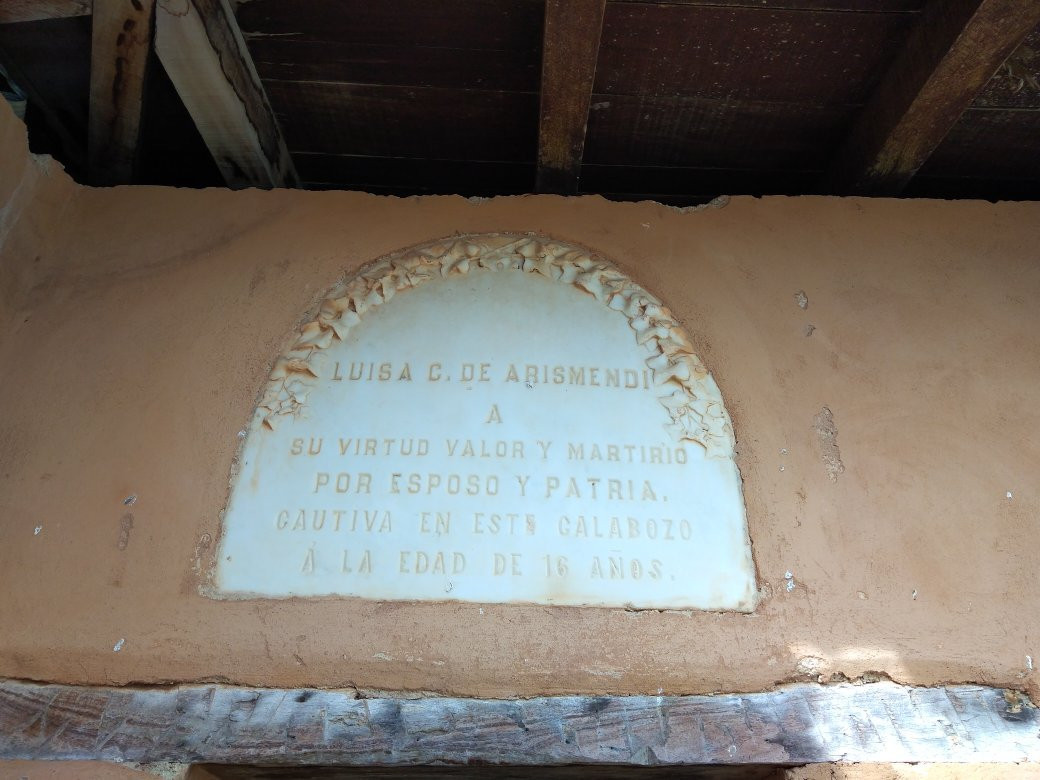 LUISA C. DE ARISMENDI
A
SU VIRTUD VALOR Y MARTIRIO
POR ESPOSO Y PATRIA.
CAUTIVA EN ESTE CALABOZO
A LA EDAD DE 16 AÑOS.